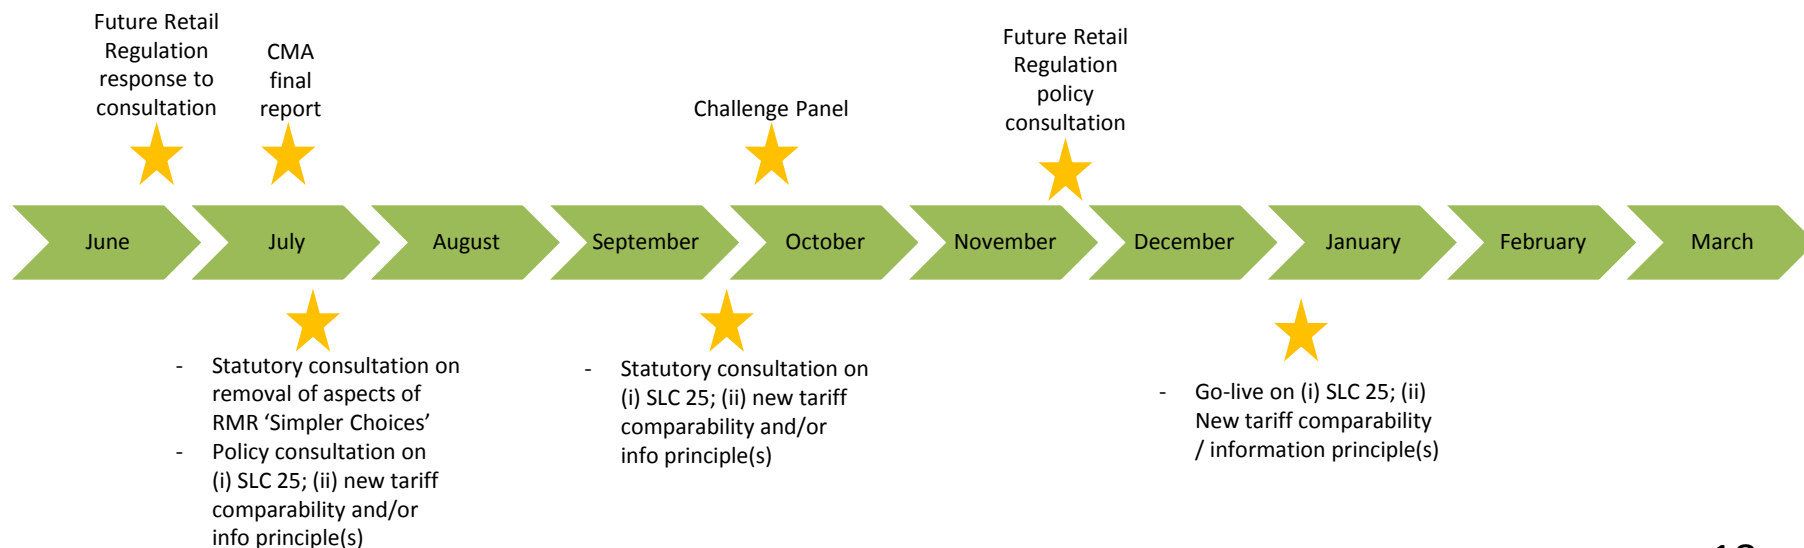 Future Retail
Regulation
response to
consultation
CMA
final
report
Challenge Panel
Future Retail
Regulation
policy
consultation
June
July
August
September
October
November
December
January
February
March
- Statutory consultation on
removal of aspects of
RMR ‘Simpler Choices’
- Policy consultation on
(i) SLC 25; (ii) new tariff
comparability and/or
info principle(s)
- Statutory consultation on
(i) SLC 25; (ii) new tariff
comparability and/or
info principle(s)
- Go-live on (i) SLC 25; (ii)
New tariff comparability
/ information principle(s)